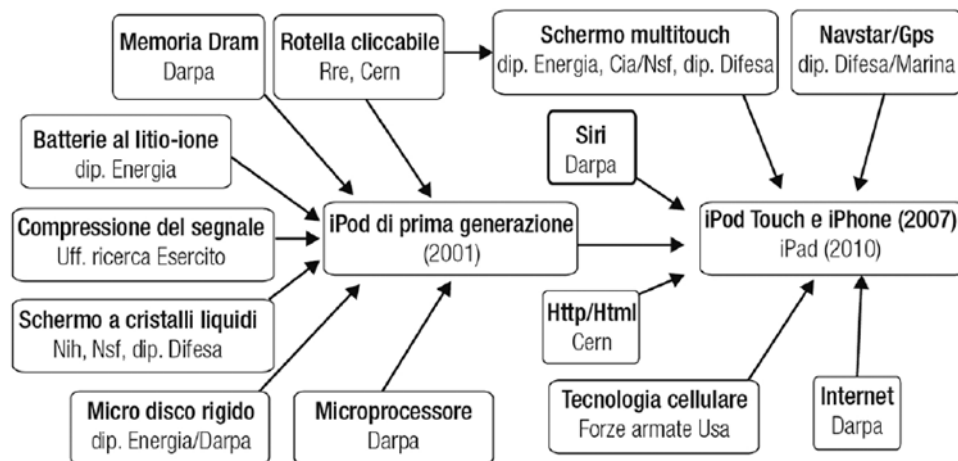 Memoria Dram
Darpa
Rotella cliccabile
Rre, Cern
Schermo multitouch
dip. Energia, Cia/Nsf, dip. Difesa
Navstar/Gps
dip. Difesa/Marina
Batterie al litio-ione
dip. Energia
Siri
Darpa
Compressione del segnale
Uff. ricerca Esercito
iPod di prima generazione
(2001)
iPod Touch e iPhone (2007)
iPad (2010)
Schermo a cristalli liquidi
Nih, Nsf, dip. Difesa
Http/Html
Cern
Micro disco rigido
dip. Energia/Darpa
Microprocessore
Darpa
Tecnologia cellulare
Forze armate Usa
Internet
Darpa